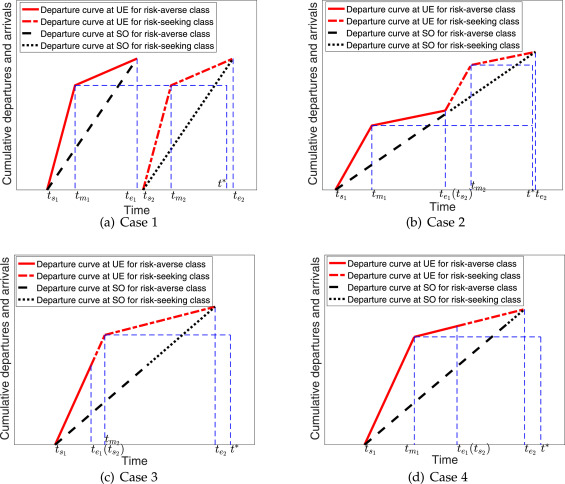 Cumulative departures and arrivals
Departure curve at UE for risk-averse class
Departure curve at UE for risk-seeking class
Departure curve at SO for risk-averse class
Departure curve at SO for risk-seeking class
t_{s_1} t_{m_1} t_{e_1} t_{s_2} t_{m_2} t* t_{e_2}
Time
(a) Case 1
Cumulative departures and arrivals
Departure curve at UE for risk-averse class
Departure curve at UE for risk-seeking class
Departure curve at SO for risk-averse class
Departure curve at SO for risk-seeking class
t_{s_1} t_{m_1} t_{e_1}(t_{s_2}) t_{m_2} t* t_{e_2}
Time
(b) Case 2
Cumulative departures and arrivals
Departure curve at UE for risk-averse class
Departure curve at UE for risk-seeking class
Departure curve at SO for risk-averse class
Departure curve at SO for risk-seeking class
t_{s_1} t_{e_1}(t_{s_2}) t_{m_2} t_{e_2} t*
Time
(c) Case 3
Cumulative departures and arrivals
Departure curve at UE for risk-averse class
Departure curve at UE for risk-seeking class
Departure curve at SO for risk-averse class
Departure curve at SO for risk-seeking class
t_{s_1} t_{m_1} t_{e_1}(t_{s_2}) t_{e_2} t*
Time
(d) Case 4